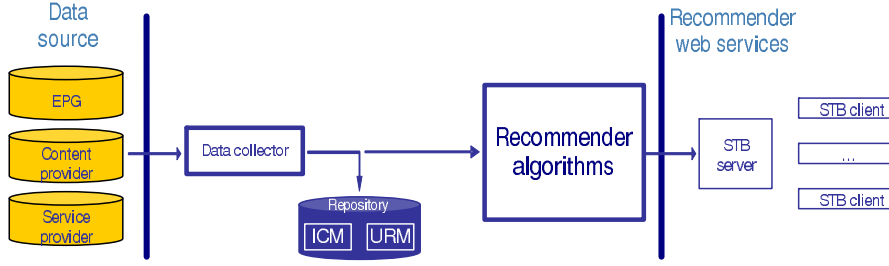 Data
source
EPG
Content
provider
Service
provider
Data collector
Repository
ICM
URM
Recommender
algorithms
Recommender
web services
STB
server
STB client
...
STB client